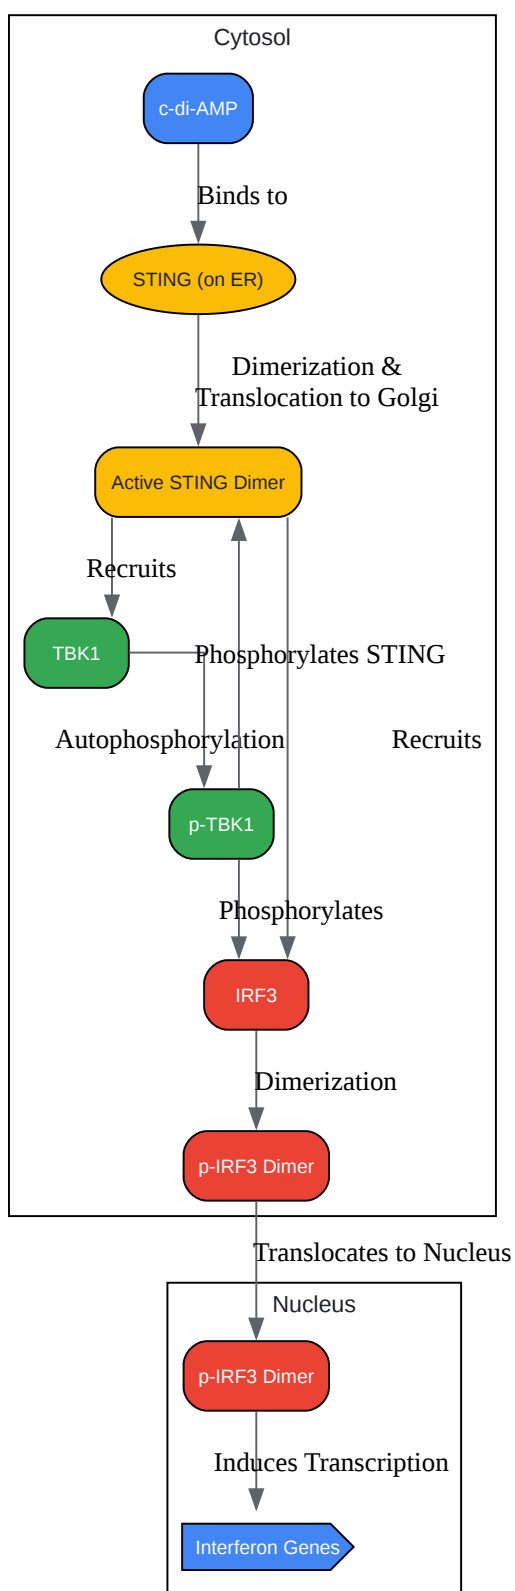 Cytosol
c-di-AMP
Binds to
STING (on ER)
Dimerization &
Translocation to Golgi
Active STING Dimer
Recruits
TBK1
Phosphorylates STING
Autophosphorylation
Recruits
p-TBK1
Phosphorylates
IRF3
Dimerization
p-IRF3 Dimer
Translocates to Nucleus
Nucleus
p-IRF3 Dimer
Induces Transcription
Interferon Genes